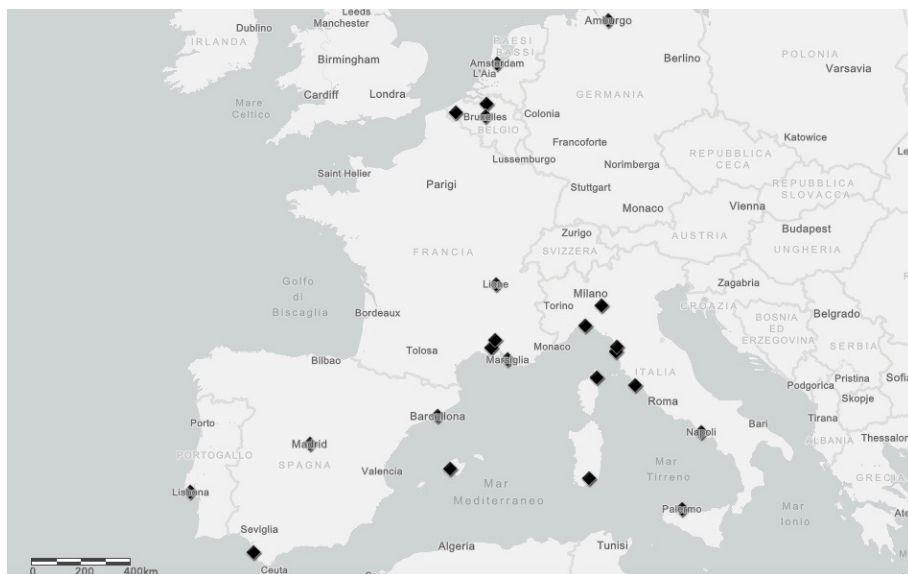 Leeds
Dublino
Manchester
IRLANDA
Birmingham
Cardiff
Londra
Mare
Celtico
Saint Helier
PAESI
BASSI
Amsterdam
L'Aia
Bruxelles
BELGIO
Lussemburgo
Amburgo
Berlino
POLONIA
Varsavia
GERMANIA
Colonia
Francoforte
Norimberga
Katowice
REPUBBLICA
CECA
REPUBBLICA
SLOVACCA
Parigi
Stuttgart
Monaco
Vienna
Budapest
UNGHERIA
AUSTRIA
Zurigo
SVIZZERA
FRANCIA
Golfo
di
Biscaglia
Bordeaux
Lione
Torino
Milano
Zagabria
CROAZIA
BOSNIA
ED
ERZEGOVINA
Belgrado
SERBIA
Tolosa
Marsiglia
Monaco
Bilbao
ITALIA
Roma
Podgorica
Pristina
Sofia
Skopje
Tirana
ALBANIA
Thessalon
GRECIA
Porto
PORTOGALLO
Madrid
SPAGNA
Barcellona
Valencia
Napoli
Bari
Mar
Mediterraneo
Mar
Tirreno
Palermo
Mar
Ionio
Ate
Lisbona
Siviglia
Ceuta
Algeria
Tunisi
0 200 400km